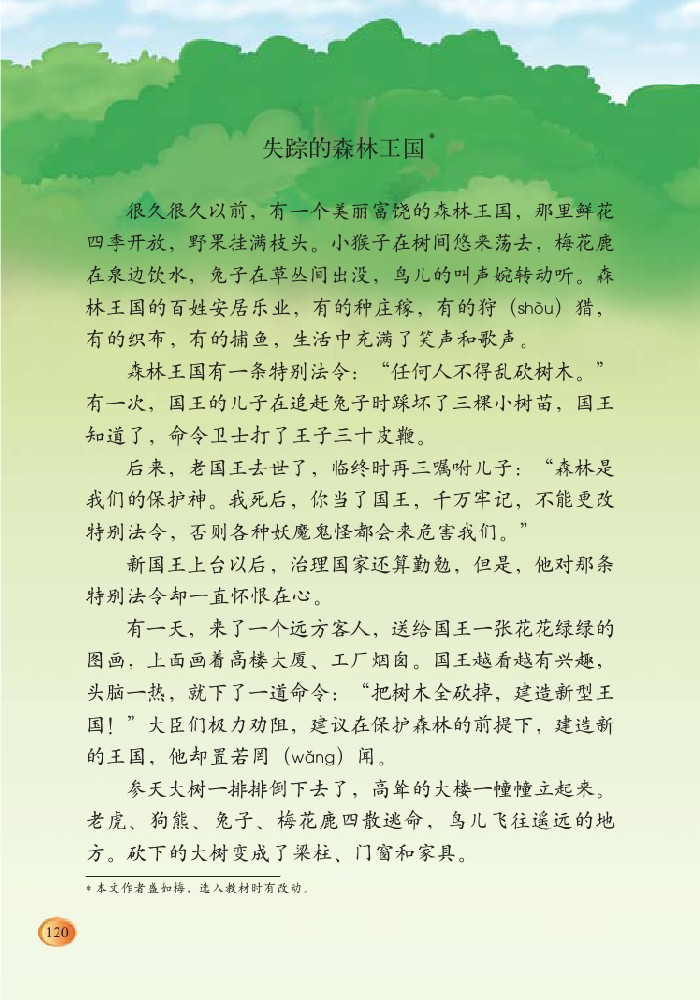 失踪的森林王国*
很久很久以前，有一个美丽富饶的森林王国，那里鲜花
四季开放，野果挂满枝头。小猴子在树间悠来荡去，梅花鹿
在泉边饮水，兔子在草丛间出没，鸟儿的叫声婉转动听。森
林王国的百姓安居乐业，有的种庄稼，有的狩（shòu）猎，
有的织布，有的捕鱼，生活中充满了笑声和歌声。
森林王国有一条特别法令：“任何人不得乱砍树木。”
有一次，国王的儿子在追赶兔子时踩坏了三棵小树苗，国王
知道了，命令卫士打了王子三十皮鞭。
后来，老国王去世了，临终时再三嘱咐儿子：“森林是
我们的保护神。我死后，你当了国王，千万牢记，不能更改
特别法令，否则各种妖魔鬼怪都会来危害我们。”
新国王上台以后，治理国家还算勤勉，但是，他对那条
特别法令却一直怀恨在心。
有一天，来了一个远方客人，送给国王一张花花绿绿的
图画，上面画着高楼大厦、工厂烟囱。国王越看越有兴趣，
头脑一热，就下了一道命令：“把树木全砍掉，建造新型王
国！”大臣们极力劝阻，建议在保护森林的前提下，建造新
的王国，他却置若罔（wǎng）闻。
参天大树一排排倒下去了，高耸的大楼一幢幢立起来。
老虎、狗熊、兔子、梅花鹿四散逃命，鸟儿飞往遥远的地
方。砍下的大树变成了梁柱、门窗和家具。
* 本文作者盛如梅，选入教材时有改动。
120